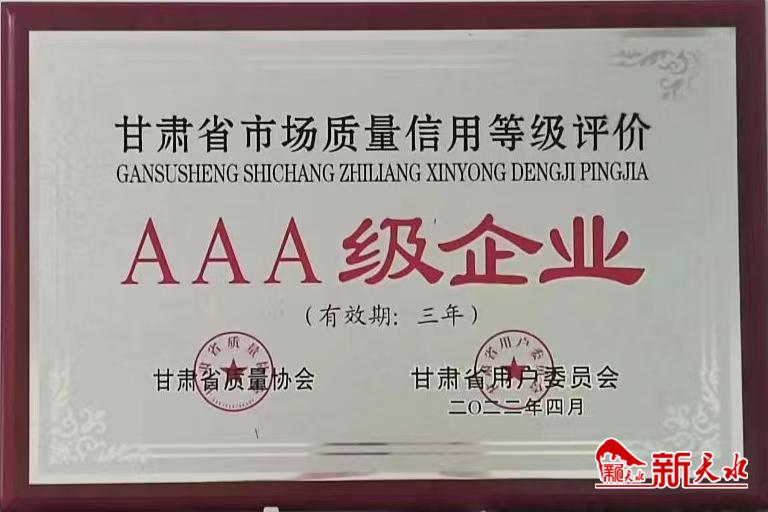 甘肃省市场质量信用等级评价
GANSUSHENG SHICHANG ZHILIANG XINYONG DENGJI PINGJIA
AAA级企业
(有效期：三年)
甘肃省质量协会
甘肃省用户委员会
二〇二二年四月
新天水